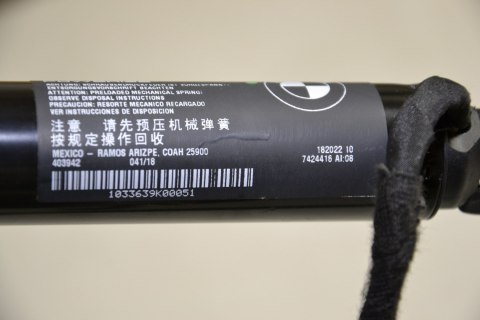 ENTSORGUNGSVORSCHRIFT BEACHTEN
ATTENTION: PRELOADED MECHANICAL SPRING!
OBSERVE DISPOSAL INSTRUCTIONS
PRECAUCION: RESORTE MECANICO RECARGADO
VER INSTRUCCIONES DE DISPOSICION
注意 请先预压机械弹簧
按规定操作回收
MEXICO - RAMOS ARIZPE, COAH 25900
403942 041/18
182022 10
7424416 AI:08
1033639K00051